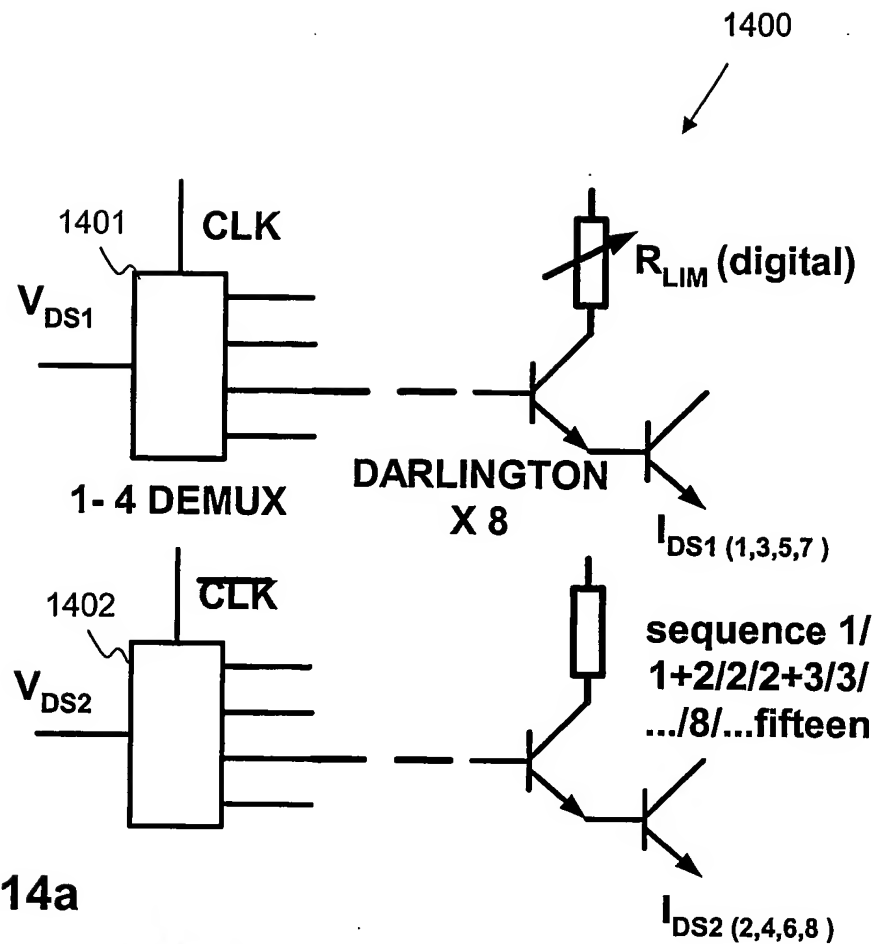 1400
1401
CLK
V_DS1
R_LIM (digital)
1- 4 DEMUX
DARLINGTON
X 8
I_DS1 (1,3,5,7 )
1402
CLK
V_DS2
sequence 1/
1+2/2/2+3/3/
.../8/...fifteen
14a
I_DS2 (2,4,6,8 )